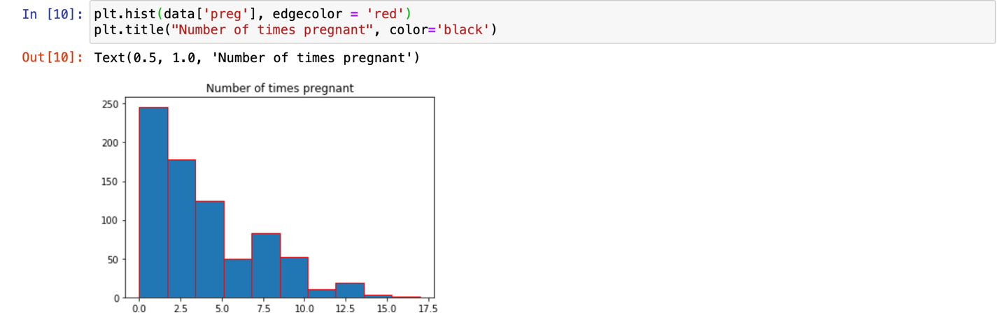 In [10]: plt.hist(data['preg'], edgecolor = 'red')
plt.title("Number of times pregnant", color='black')
Out[10]: Text(0.5, 1.0, 'Number of times pregnant')
Number of times pregnant
250
200
150
100
50
0
0.0 2.5 5.0 7.5 10.0 12.5 15.0 17.5